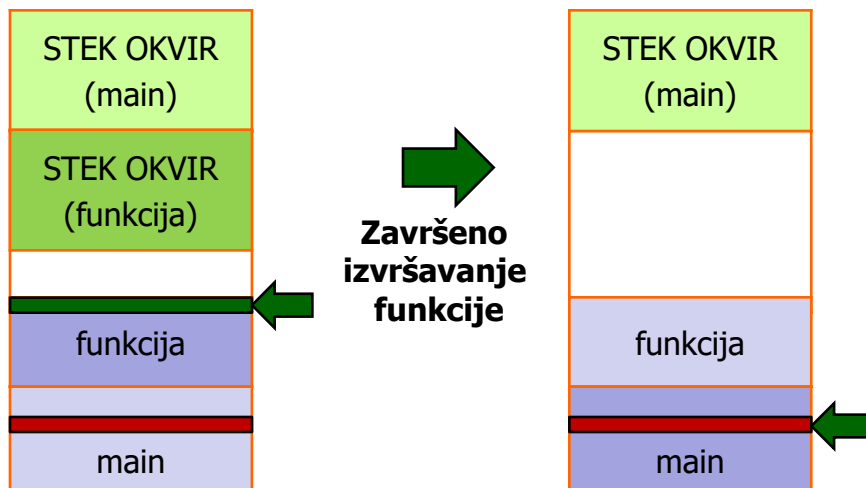 STEK OKVIR
(main)
STEK OKVIR
(funkcija)
funkcija
main
Završeno
izvršavanje
funkcije
STEK OKVIR
(main)
funkcija
main